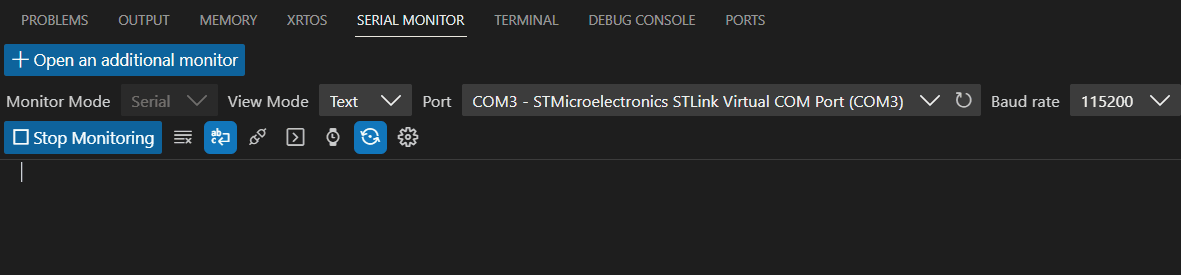 PROBLEMS OUTPUT MEMORY XRTOS SERIAL MONITOR TERMINAL DEBUG CONSOLE PORTS
Open an additional monitor
Monitor Mode Serial View Mode Text Port COM3 - STMicroelectronics STLink Virtual COM Port (COM3) Baud rate 115200
Stop Monitoring